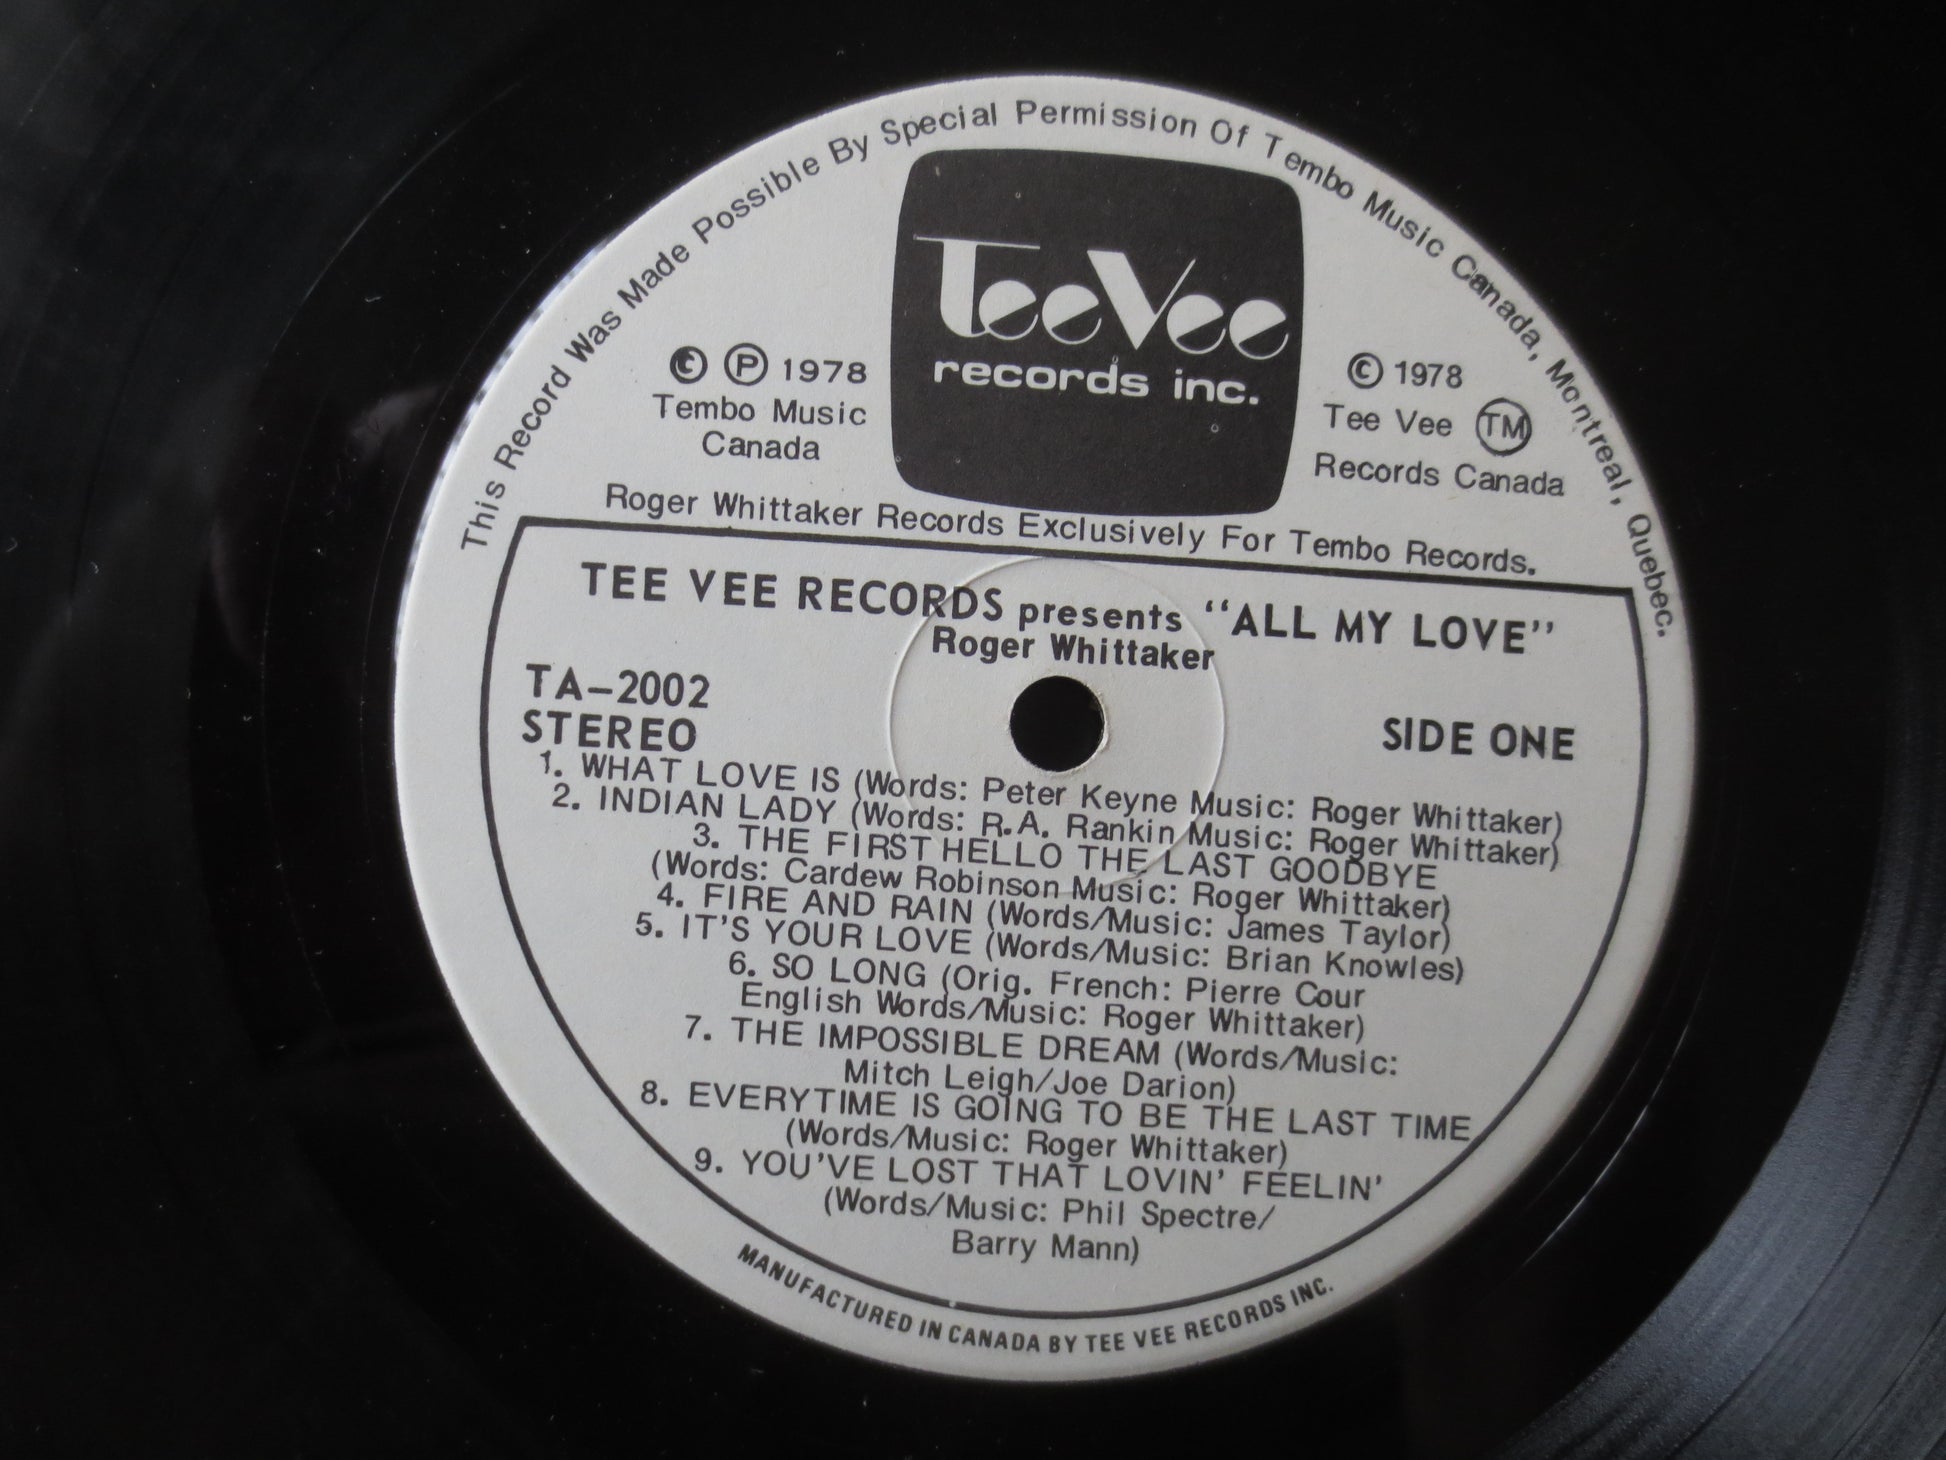 This Record Was Made Possible By Special Permission Of Tembo Music Canada, Montreal, Quebec.
TeeVee
records inc.
© ℗ 1978
Tembo Music
Canada
© 1978
Tee Vee TM
Records Canada
Roger Whittaker Records Exclusively For Tembo Records.
TEE VEE RECORDS presents "ALL MY LOVE"
Roger Whittaker
TA-2002
STEREO
SIDE ONE
1. WHAT LOVE IS (Words: Peter Keyne Music: Roger Whittaker)
2. INDIAN LADY (Words: R.A. Rankin Music: Roger Whittaker)
3. THE FIRST HELLO THE LAST GOODBYE
(Words: Cardew Robinson Music: Roger Whittaker)
4. FIRE AND RAIN (Words/Music: James Taylor)
5. IT'S YOUR LOVE (Words/Music: Brian Knowles)
6. SO LONG (Orig. French: Pierre Cour
English Words/Music: Roger Whittaker)
7. THE IMPOSSIBLE DREAM (Words/Music:
Mitch Leigh/Joe Darion)
8. EVERYTIME IS GOING TO BE THE LAST TIME
(Words/Music: Roger Whittaker)
9. YOU'VE LOST THAT LOVIN' FEELIN'
(Words/Music: Phil Spectre/
Barry Mann)
MANUFACTURED IN CANADA BY TEE VEE RECORDS INC.